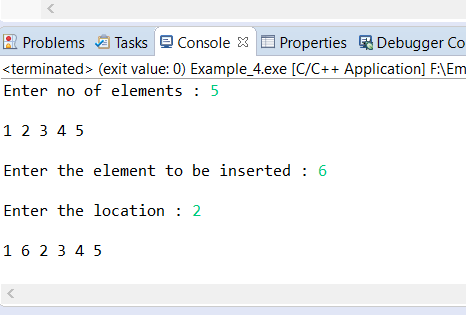 Problems Tasks Console Properties Debugger Co
<terminated> (exit value: 0) Example_4.exe [C/C++ Application] F:\Em
Enter no of elements : 5
1 2 3 4 5
Enter the element to be inserted : 6
Enter the location : 2
1 6 2 3 4 5